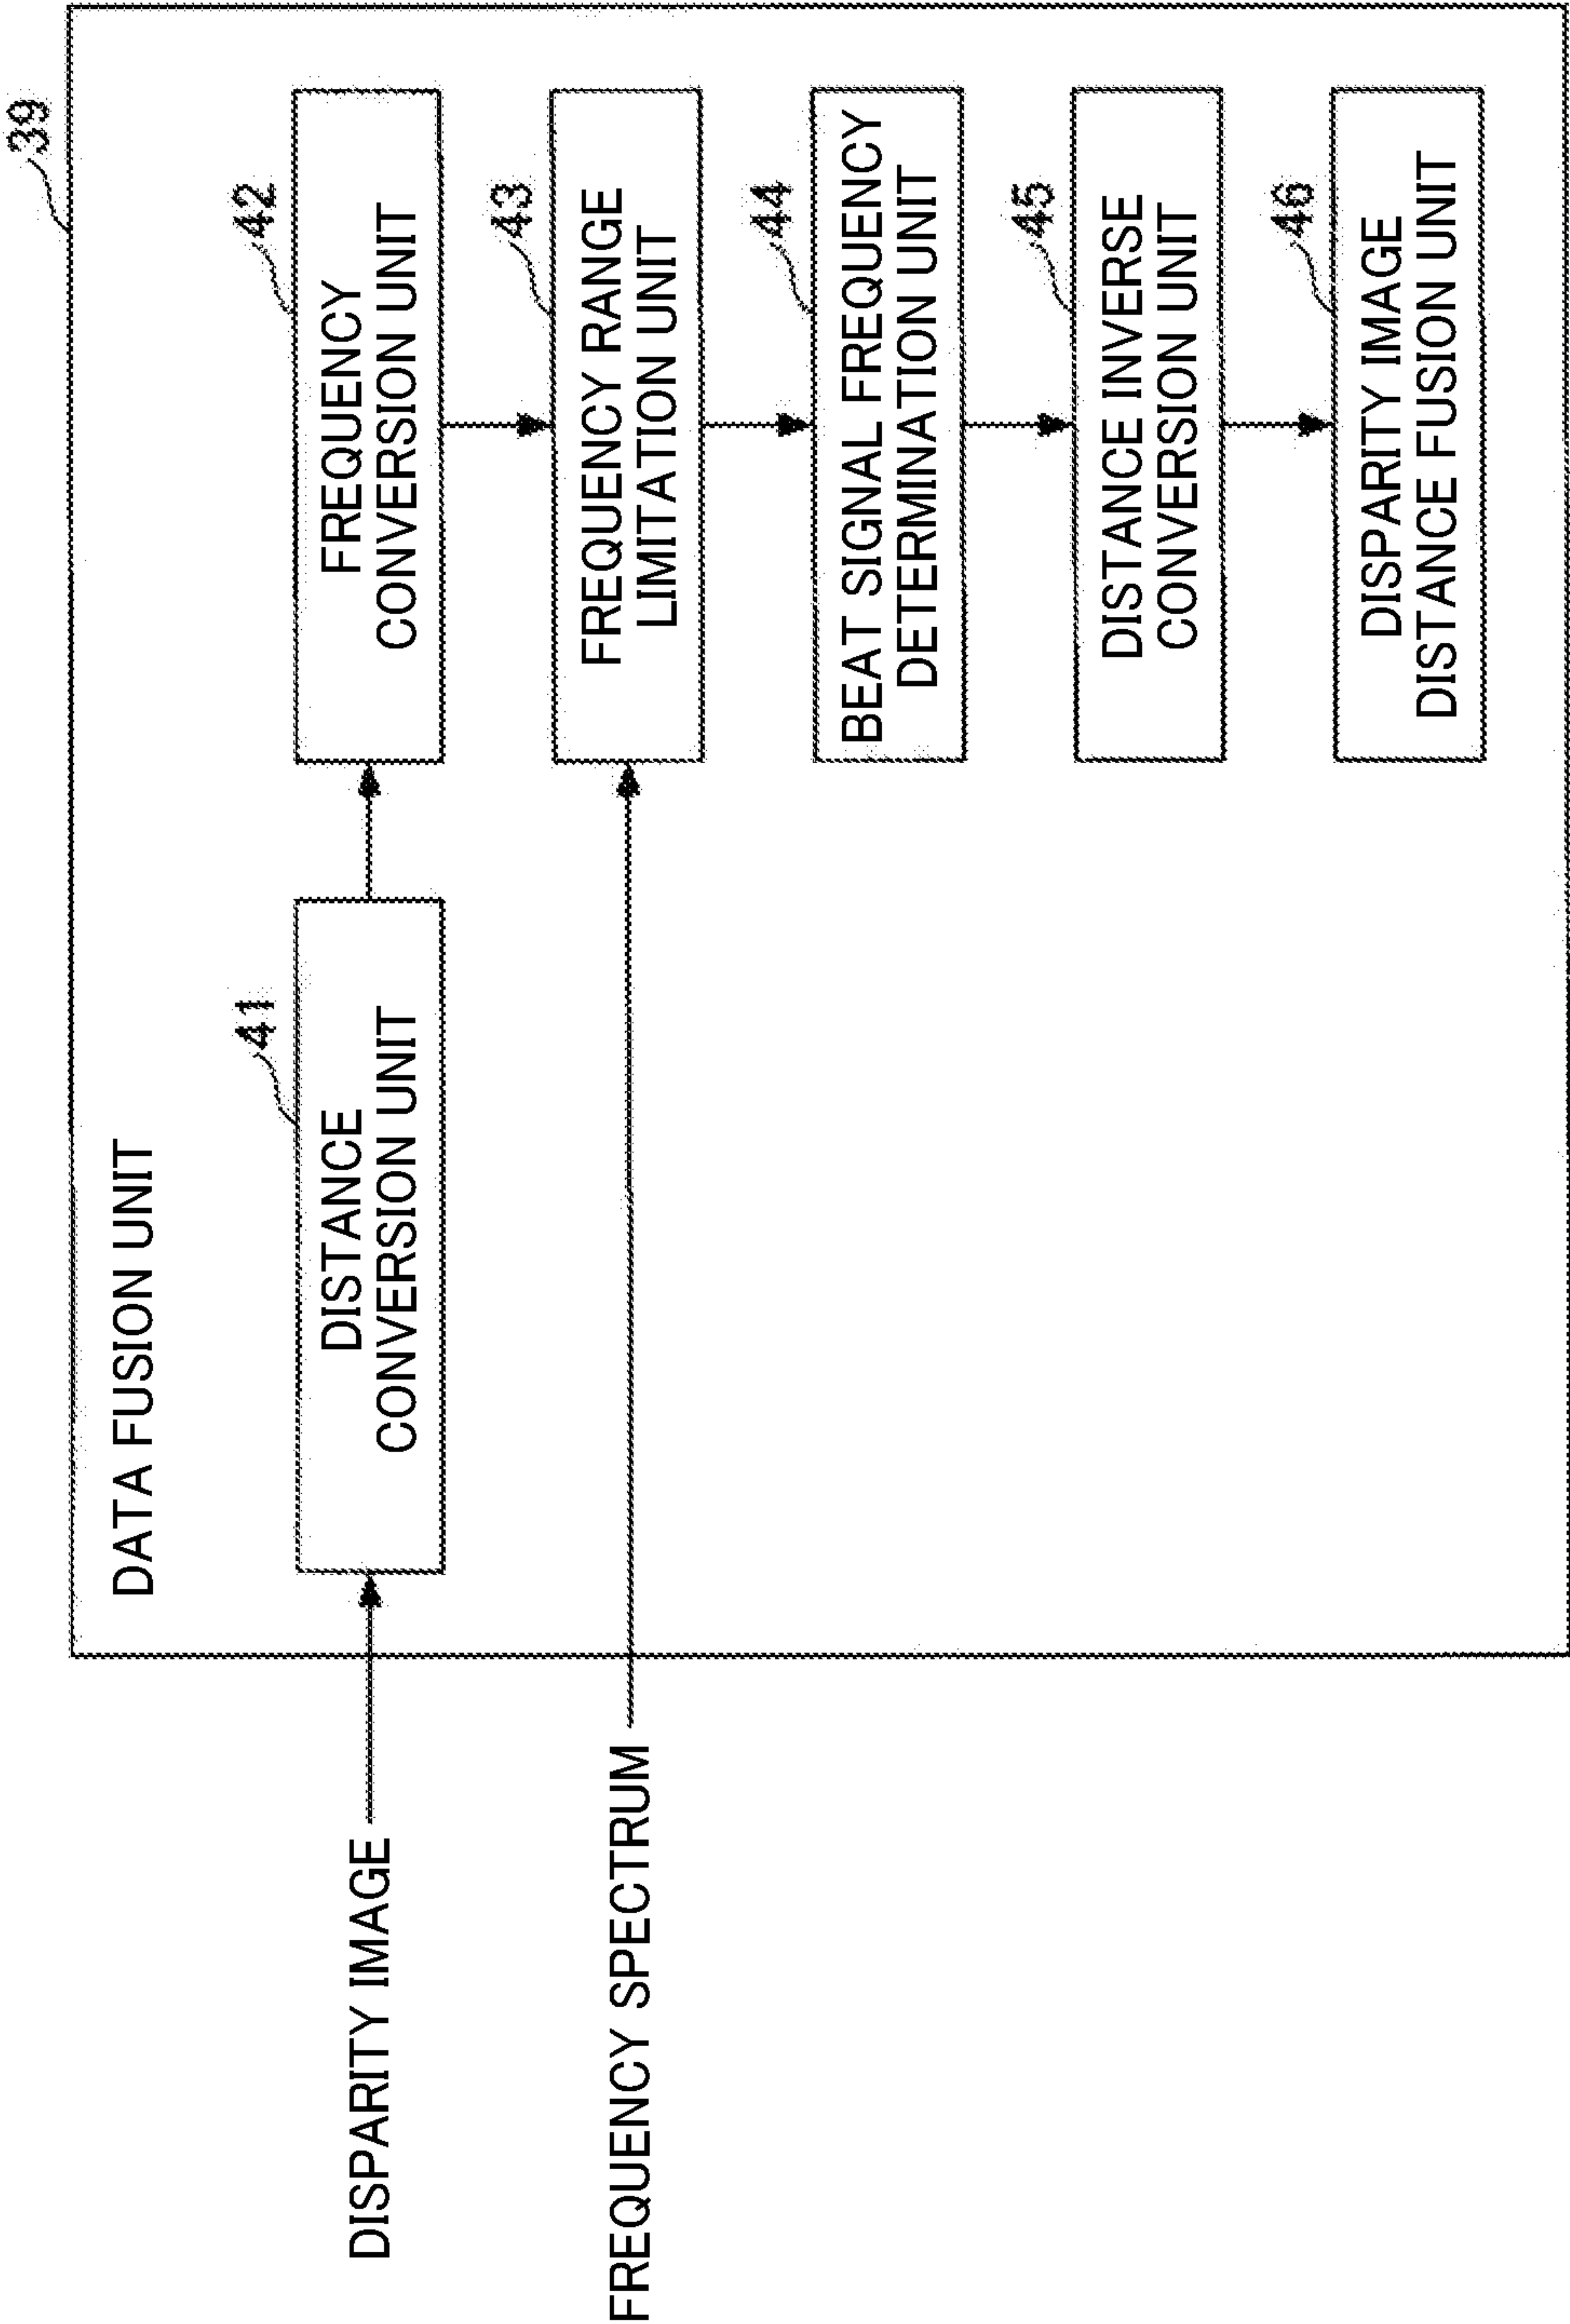 39
DATA FUSION UNIT
41
DISTANCE
CONVERSION UNIT
42
FREQUENCY
CONVERSION UNIT
43
FREQUENCY RANGE
LIMITATION UNIT
44
BEAT SIGNAL FREQUENCY
DETERMINATION UNIT
45
DISTANCE INVERSE
CONVERSION UNIT
46
DISPARITY IMAGE
DISTANCE FUSION UNIT
DISPARITY IMAGE
FREQUENCY SPECTRUM